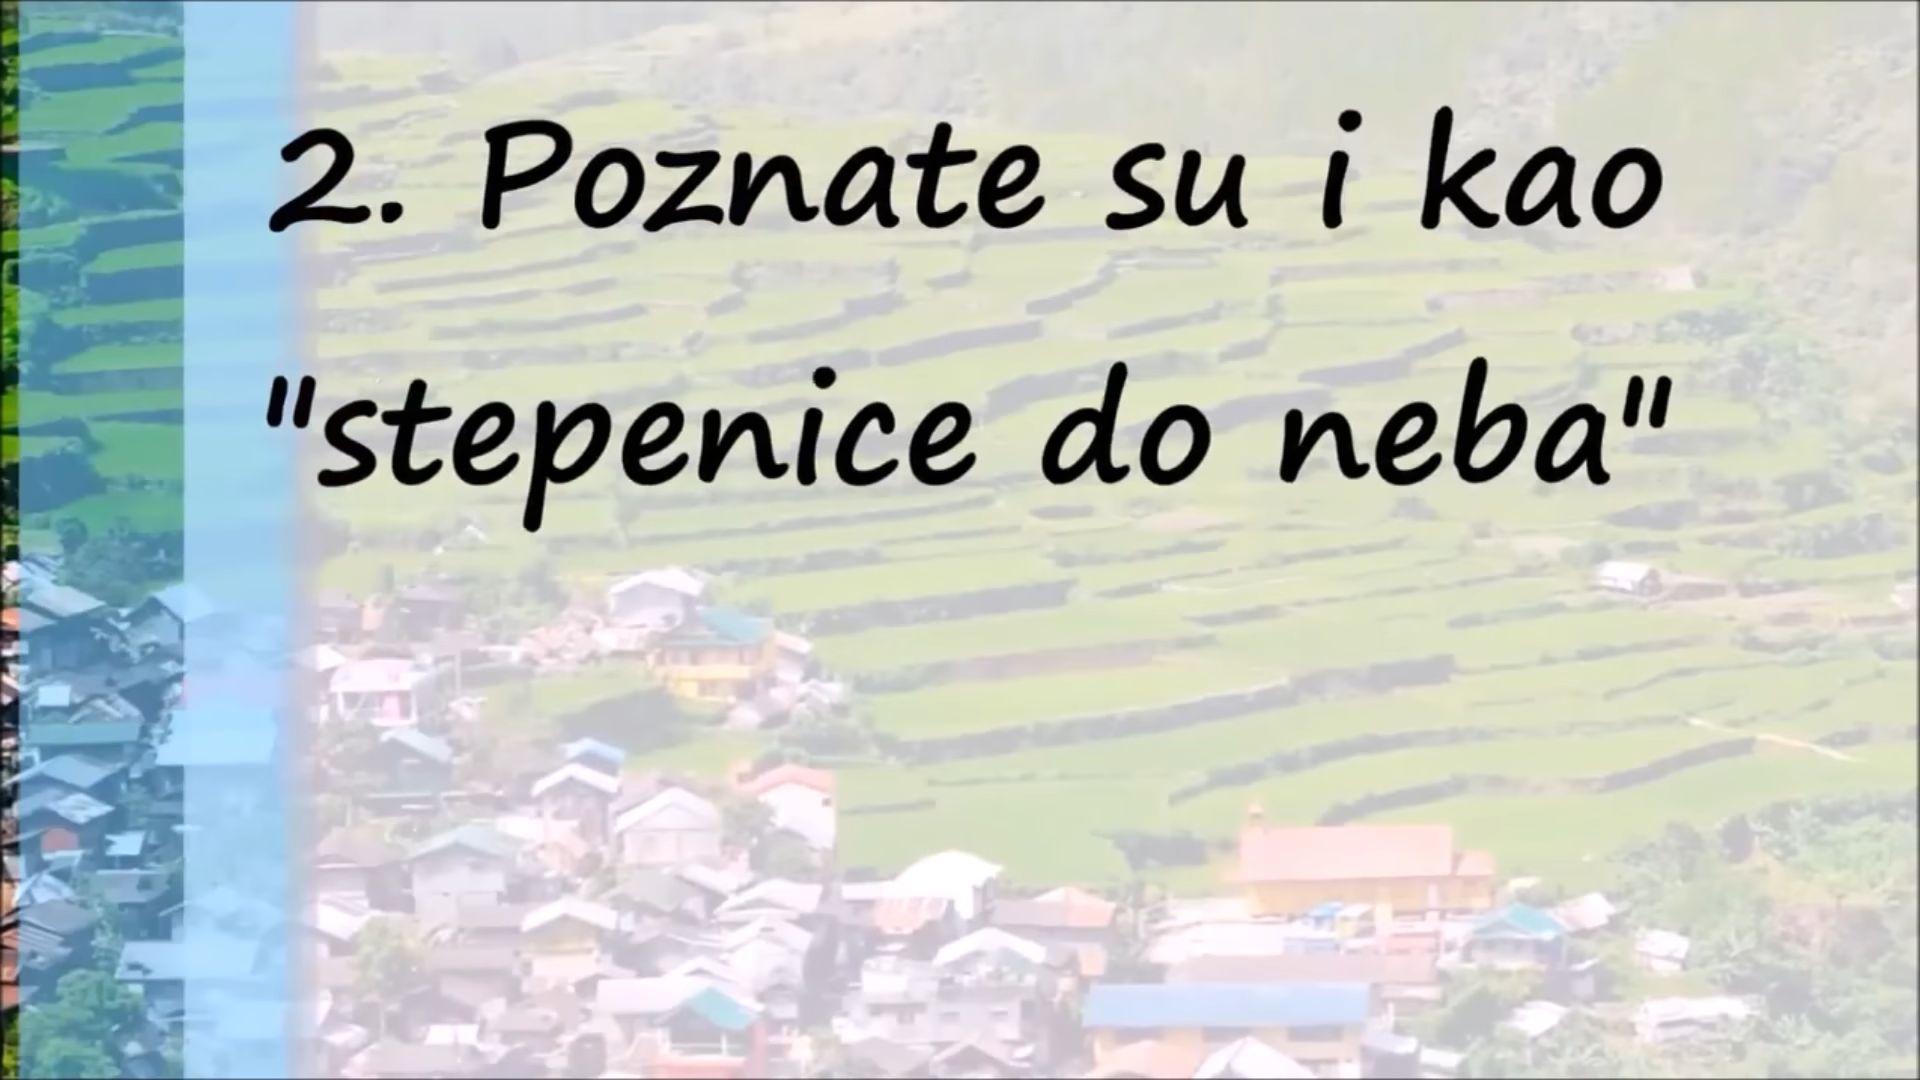 2. Poznate su i kao
"stepenice do neba"